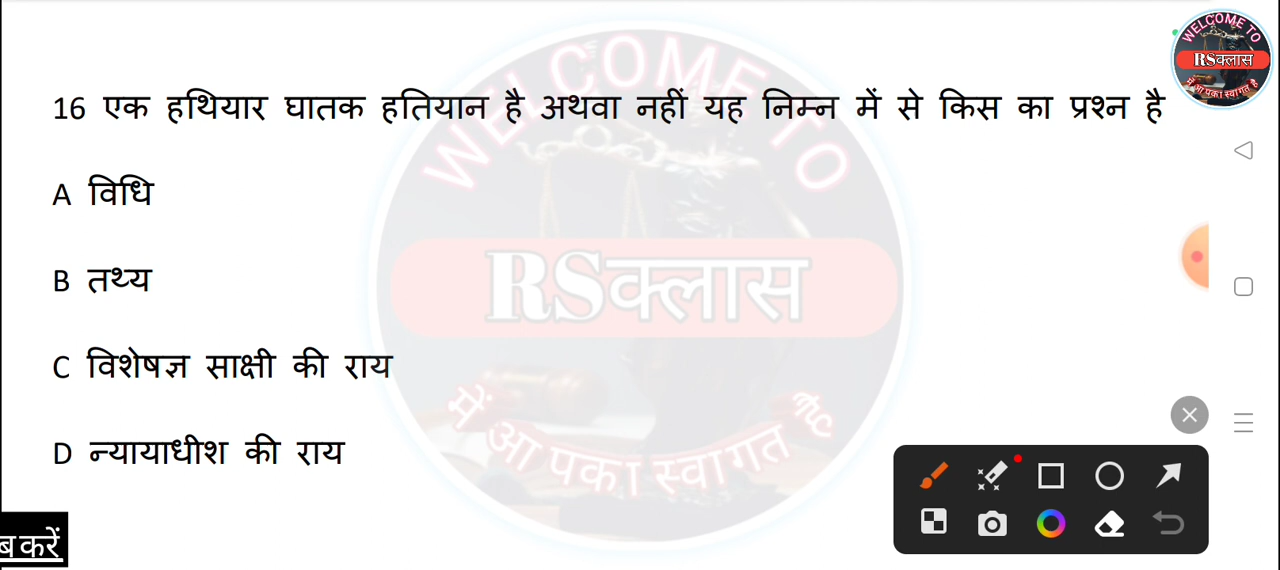 WELCOME TO
RSक्लास
में आपका स्वागत है
16 एक हथियार घातक हतियान है अथवा नहीं यह निम्न में से किस का प्रश्न है
A विधि
B तथ्य
C विशेषज्ञ साक्षी की राय
D न्यायाधीश की राय
WELCOME TO
RSक्लास
में आ पका स्वागत है
ब करें